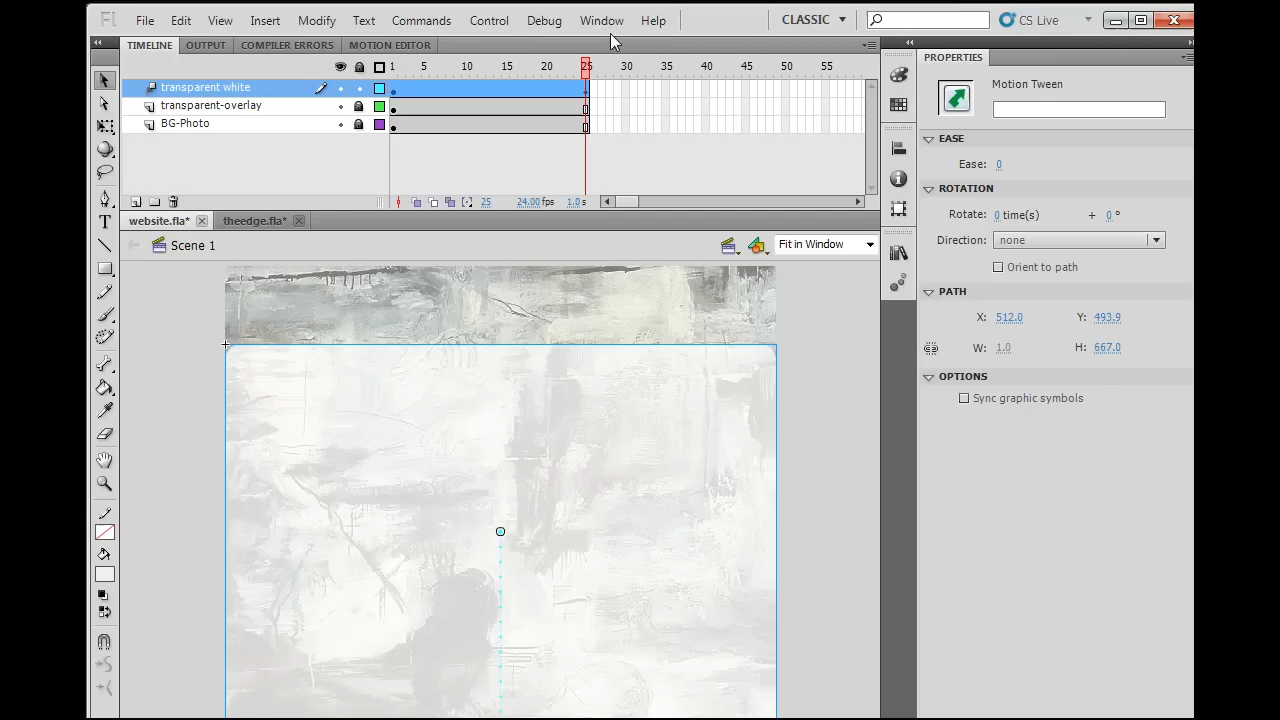 Fl File Edit View Insert Modify Text Commands Control Debug Window Help CLASSIC CS Live
TIMELINE OUTPUT COMPILER ERRORS MOTION EDITOR
1 5 10 15 20 25 30 35 40 45 50 55
transparent white
transparent-overlay
BG-Photo
25 24.00 fps 1.0 s
website.fla* theedge.fla*
Scene 1 Fit in Window
PROPERTIES
Motion Tween
EASE
Ease: 0
ROTATION
Rotate: 0 time(s) + 0 °
Direction: none
Orient to path
PATH
X: 512.0 Y: 493.9
W: 1.0 H: 667.0
OPTIONS
Sync graphic symbols